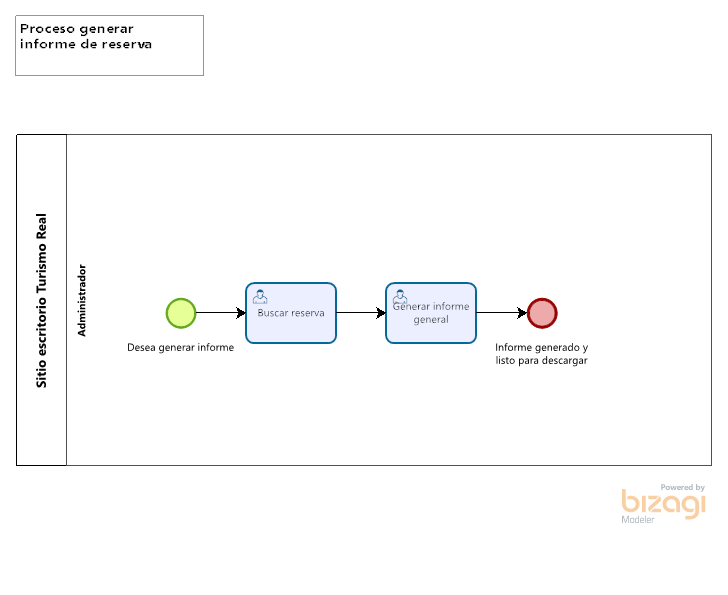 Proceso generar
informe de reserva
Sitio escritorio Turismo Real
Administrador
Desea generar informe
Buscar reserva
Generar informe
general
Informe generado y
listo para descargar
Powered by
bizagi
Modeler